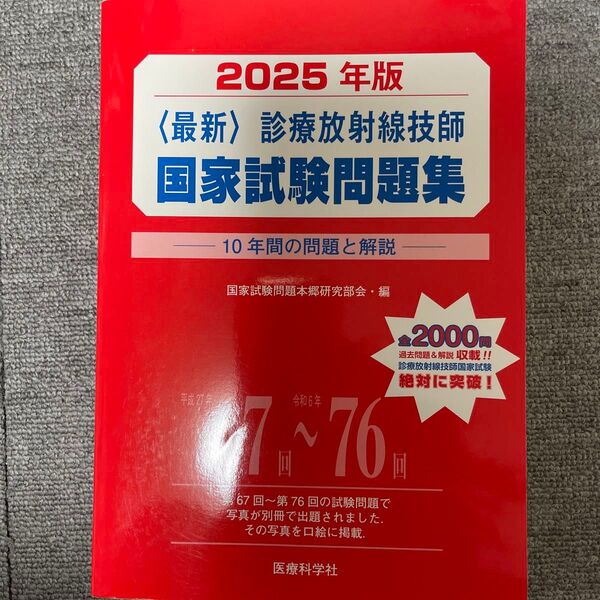 2025年版
〈最新〉診療放射線技師
国家試験問題集
10年間の問題と解説
国家試験問題本郷研究部会・編
全2000問
過去問題&解説 収載!!
診療放射線技師国家試験
絶対に突破!
平成27年 令和6年
7回～76回
67回～第76回の試験問題で
写真が別冊で出題されました.
その写真を口絵に掲載.
医療科学社